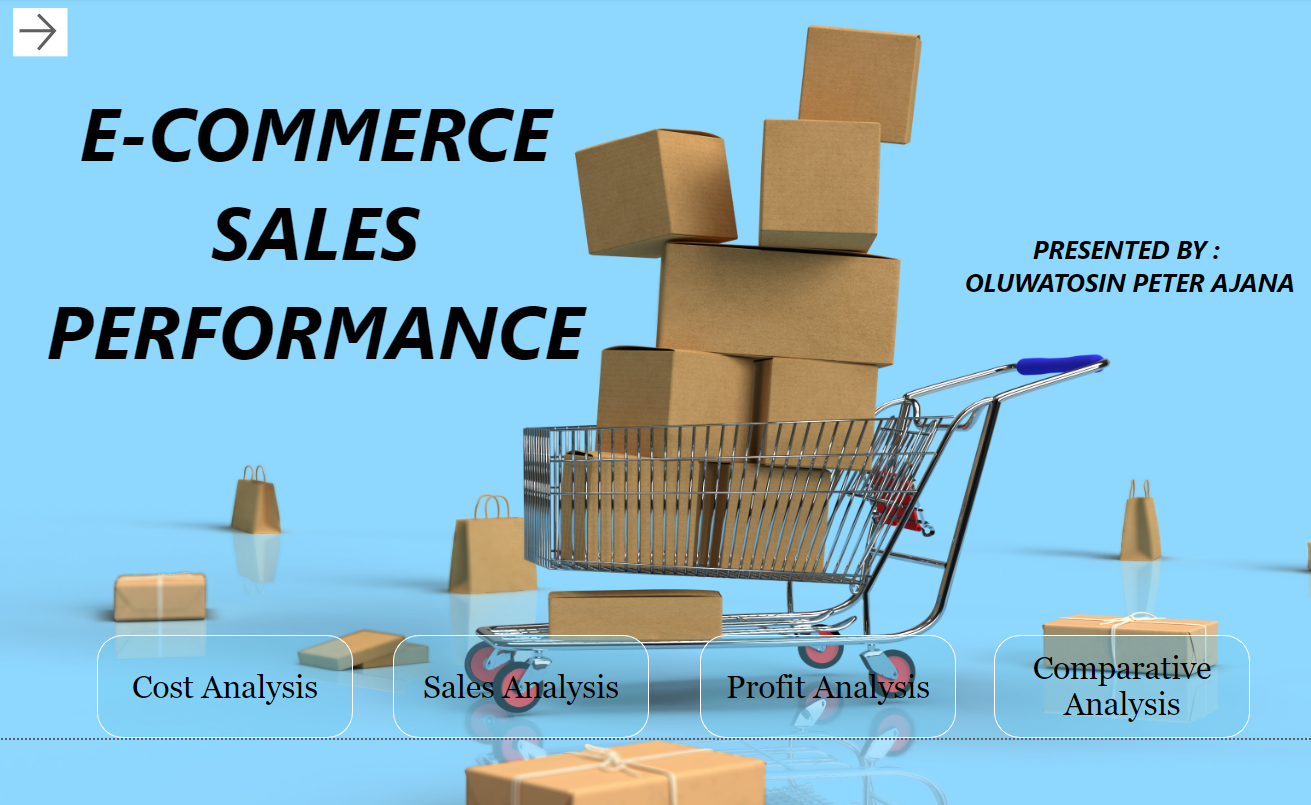 E-COMMERCE
SALES
PERFORMANCE
PRESENTED BY :
OLUWATOSIN PETER AJANA
Cost Analysis
Sales Analysis
Profit Analysis
Comparative
Analysis